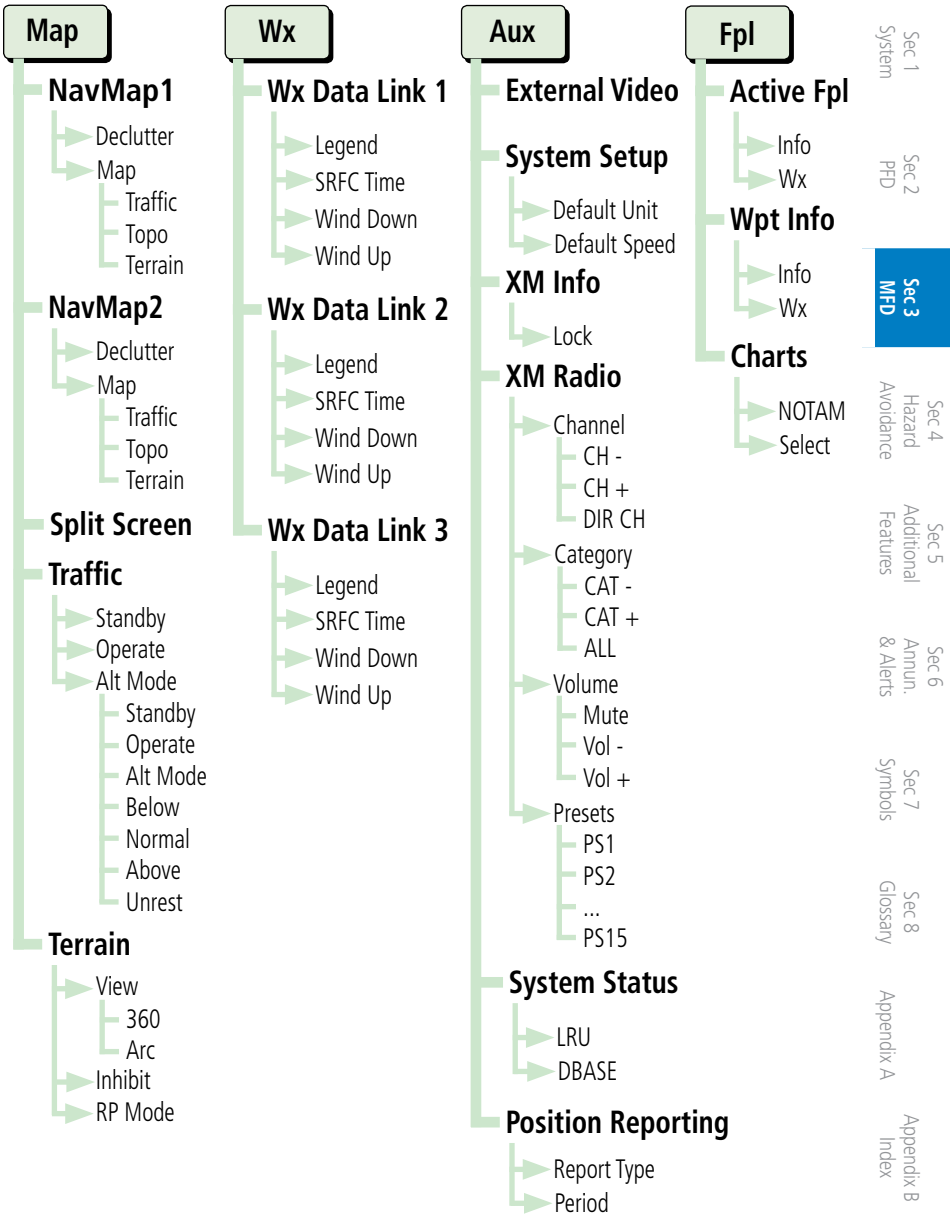 Map
NavMap1
Declutter
Map
Traffic
Topo
Terrain
NavMap2
Declutter
Map
Traffic
Topo
Terrain
Split Screen
Traffic
Standby
Operate
Alt Mode
Standby
Operate
Alt Mode
Below
Normal
Above
Unrest
Terrain
View
360
Arc
Inhibit
RP Mode
Wx
Wx Data Link 1
Legend
SRFC Time
Wind Down
Wind Up
Wx Data Link 2
Legend
SRFC Time
Wind Down
Wind Up
Wx Data Link 3
Legend
SRFC Time
Wind Down
Wind Up
Aux
External Video
System Setup
Default Unit
Default Speed
XM Info
Lock
XM Radio
Channel
CH -
CH +
DIR CH
Category
CAT -
CAT +
ALL
Volume
Mute
Vol -
Vol +
Presets
PS1
PS2
...
PS15
System Status
LRU
DBASE
Position Reporting
Report Type
Period
Fpl
Active Fpl
Info
Wx
Wpt Info
Info
Wx
Charts
NOTAM
Select
Sec 1
System
Sec 2
PFD
Sec 3
MFD
Sec 4
Hazard
Avoidance
Sec 5
Additional
Features
Sec 6
Annun.
& Alerts
Sec 7
Symbols
Sec 8
Glossary
Appendix A
Appendix B
Index